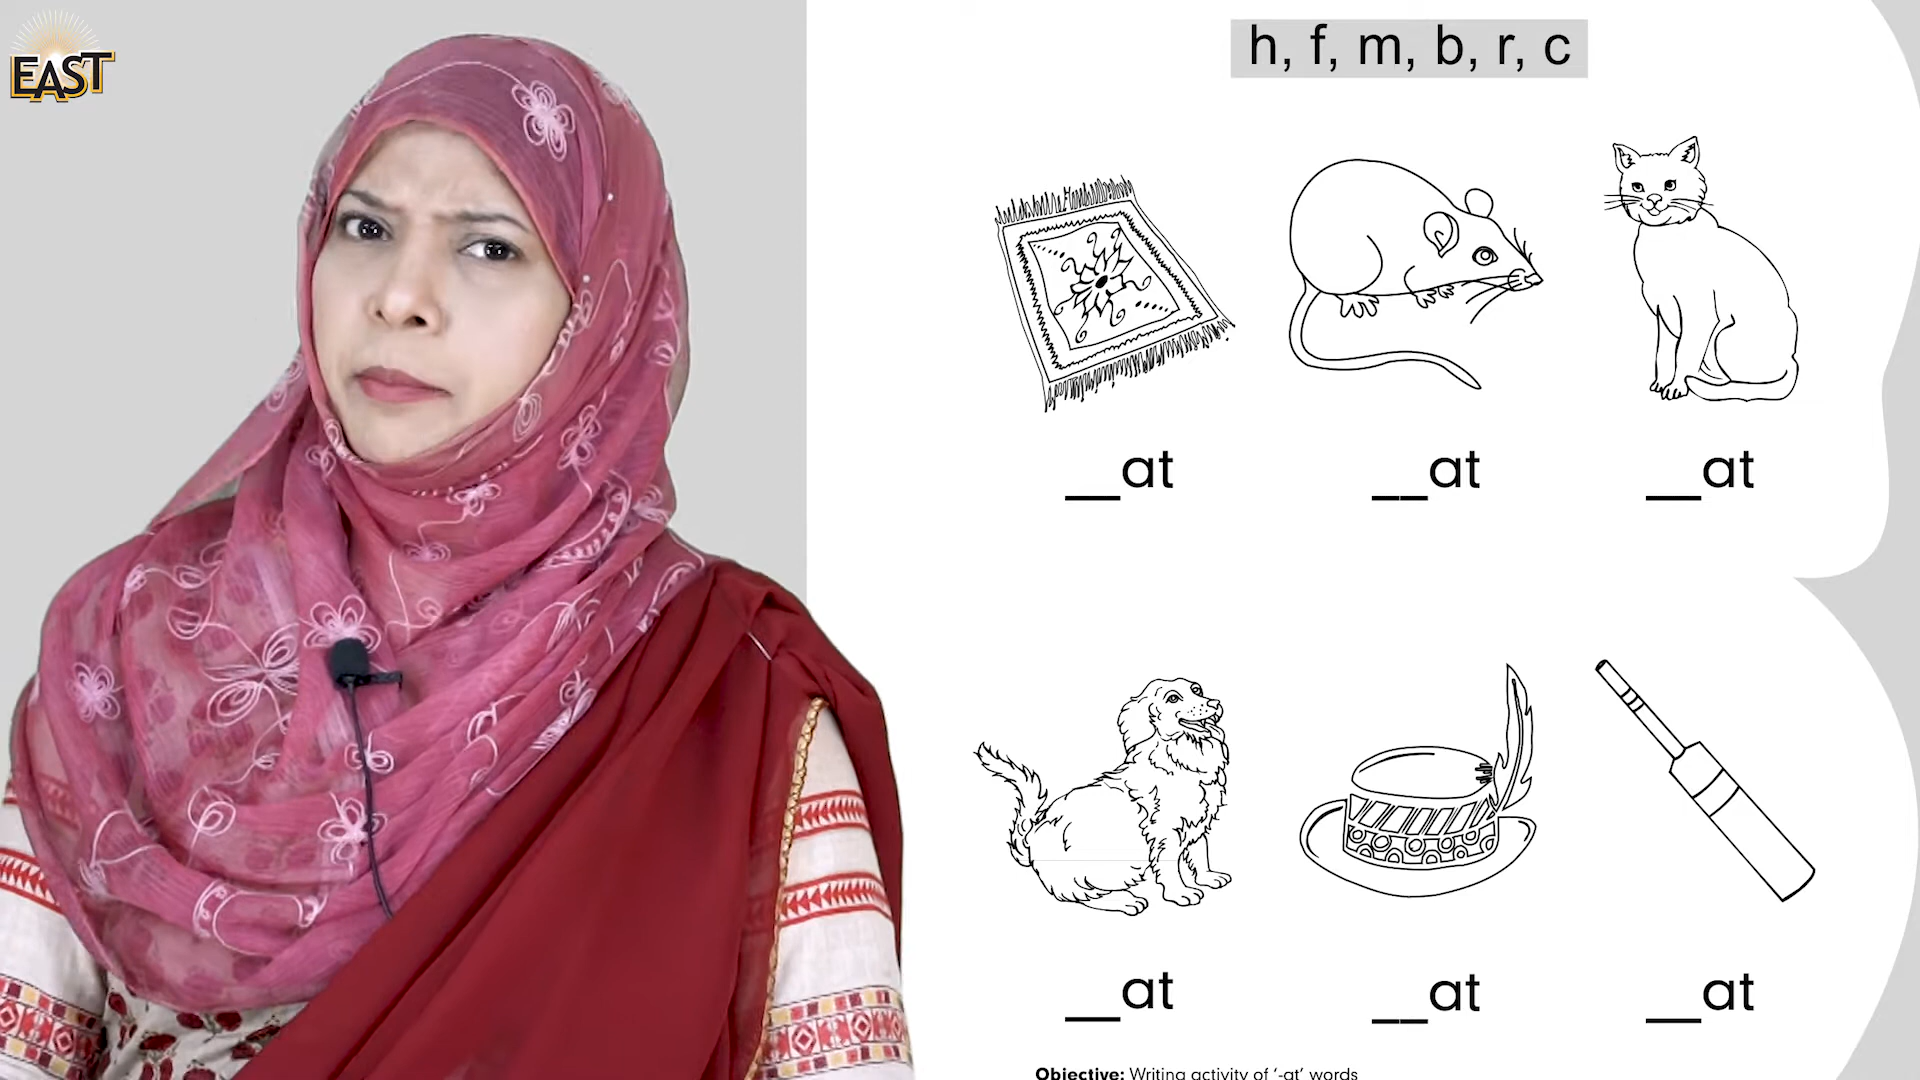 EAST
h, f, m, b, r, c
__at __at __at
__at __at __at
Objective: Writing activity of '-at' words